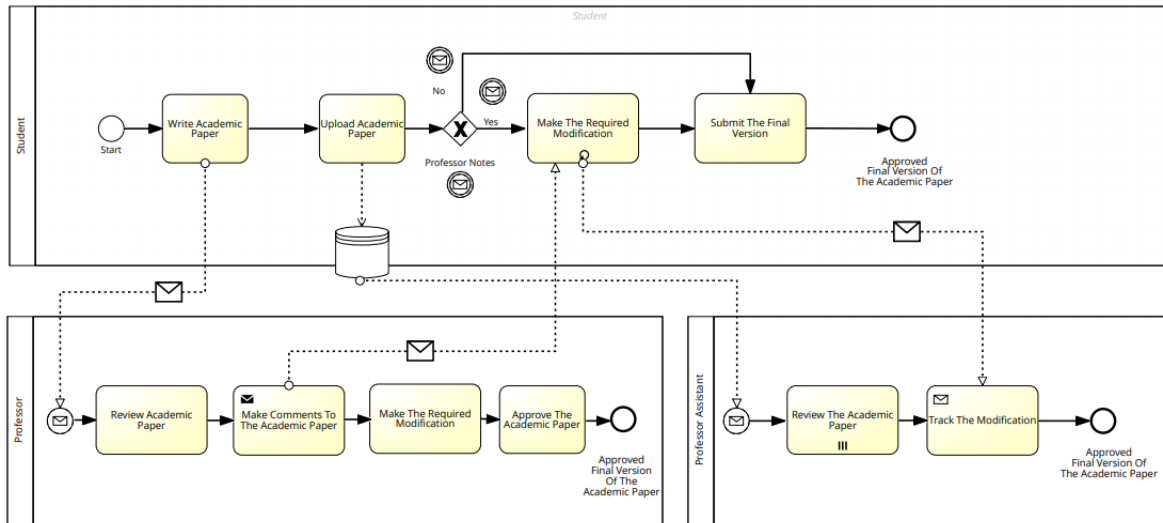 Student
Student
Start
Write Academic
Paper
Upload Academic
Paper
No
Yes
Professor Notes
Make The Required
Modification
Submit The Final
Version
Approved
Final Version Of
The Academic Paper
Professor
Review Academic
Paper
Make Comments To
The Academic Paper
Make The Required
Modification
Approve The
Academic Paper
Approved
Final Version
Of The
Academic Paper
Professor Assistant
Review The Academic
Paper
Track The Modification
Approved
Final Version Of
The Academic Paper